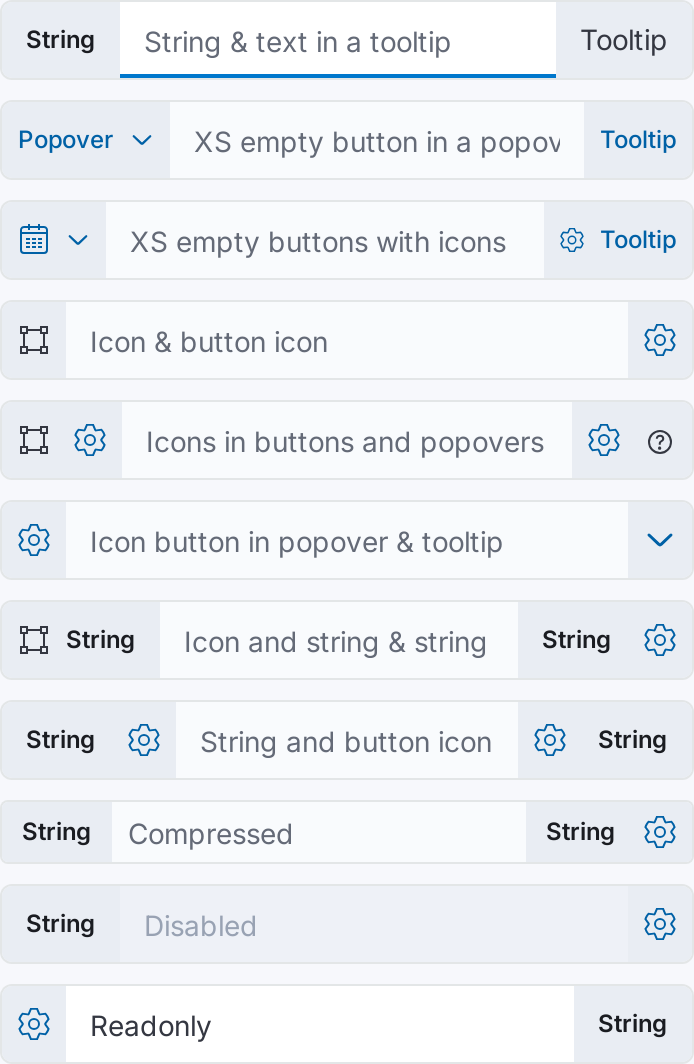 String String & text in a tooltip Tooltip
Popover XS empty button in a popov Tooltip
XS empty buttons with icons Tooltip
Icon & button icon
Icons in buttons and popovers
Icon button in popover & tooltip
String Icon and string & string String
String String and button icon String
String Compressed String
String Disabled
Readonly String